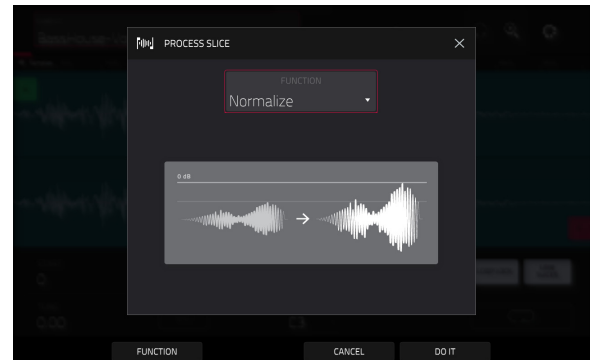 PROCESS SLICE
FUNCTION
Normalize
0 dB
FUNCTION
CANCEL
DO IT